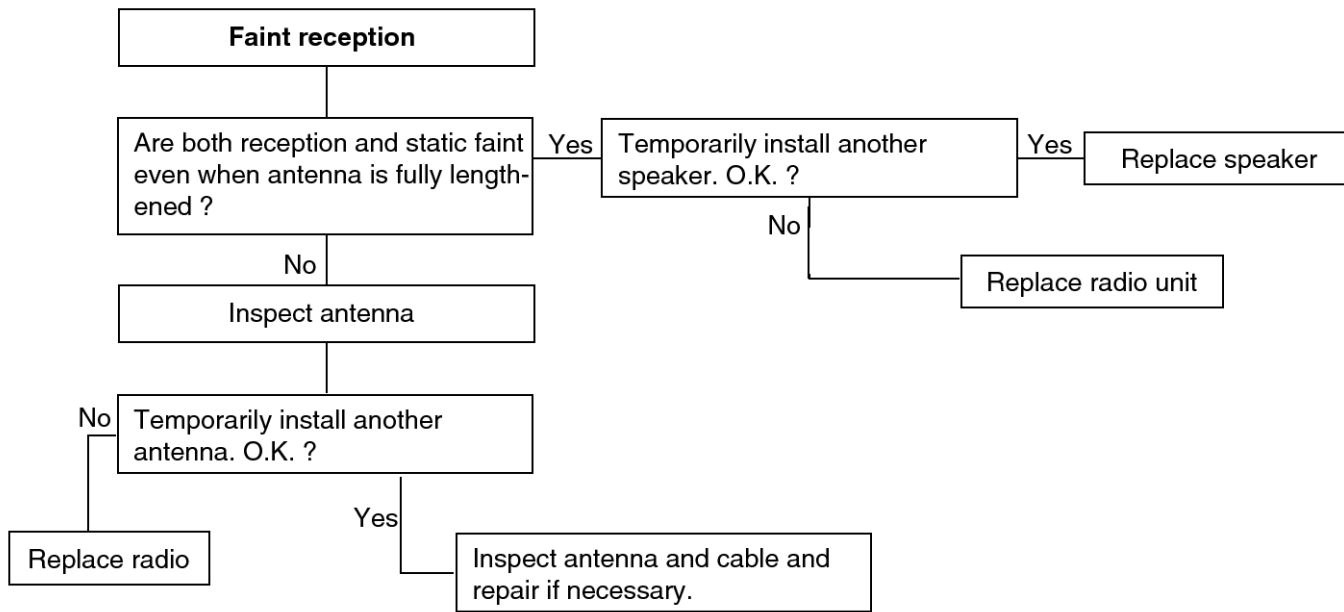 Faint reception
Are both reception and static faint
even when antenna is fully length-
ened ?
Yes
Temporarily install another
speaker. O.K. ?
Yes
Replace speaker
No
Replace radio unit
No
Inspect antenna
No
Temporarily install another
antenna. O.K. ?
Replace radio
Yes
Inspect antenna and cable and
repair if necessary.